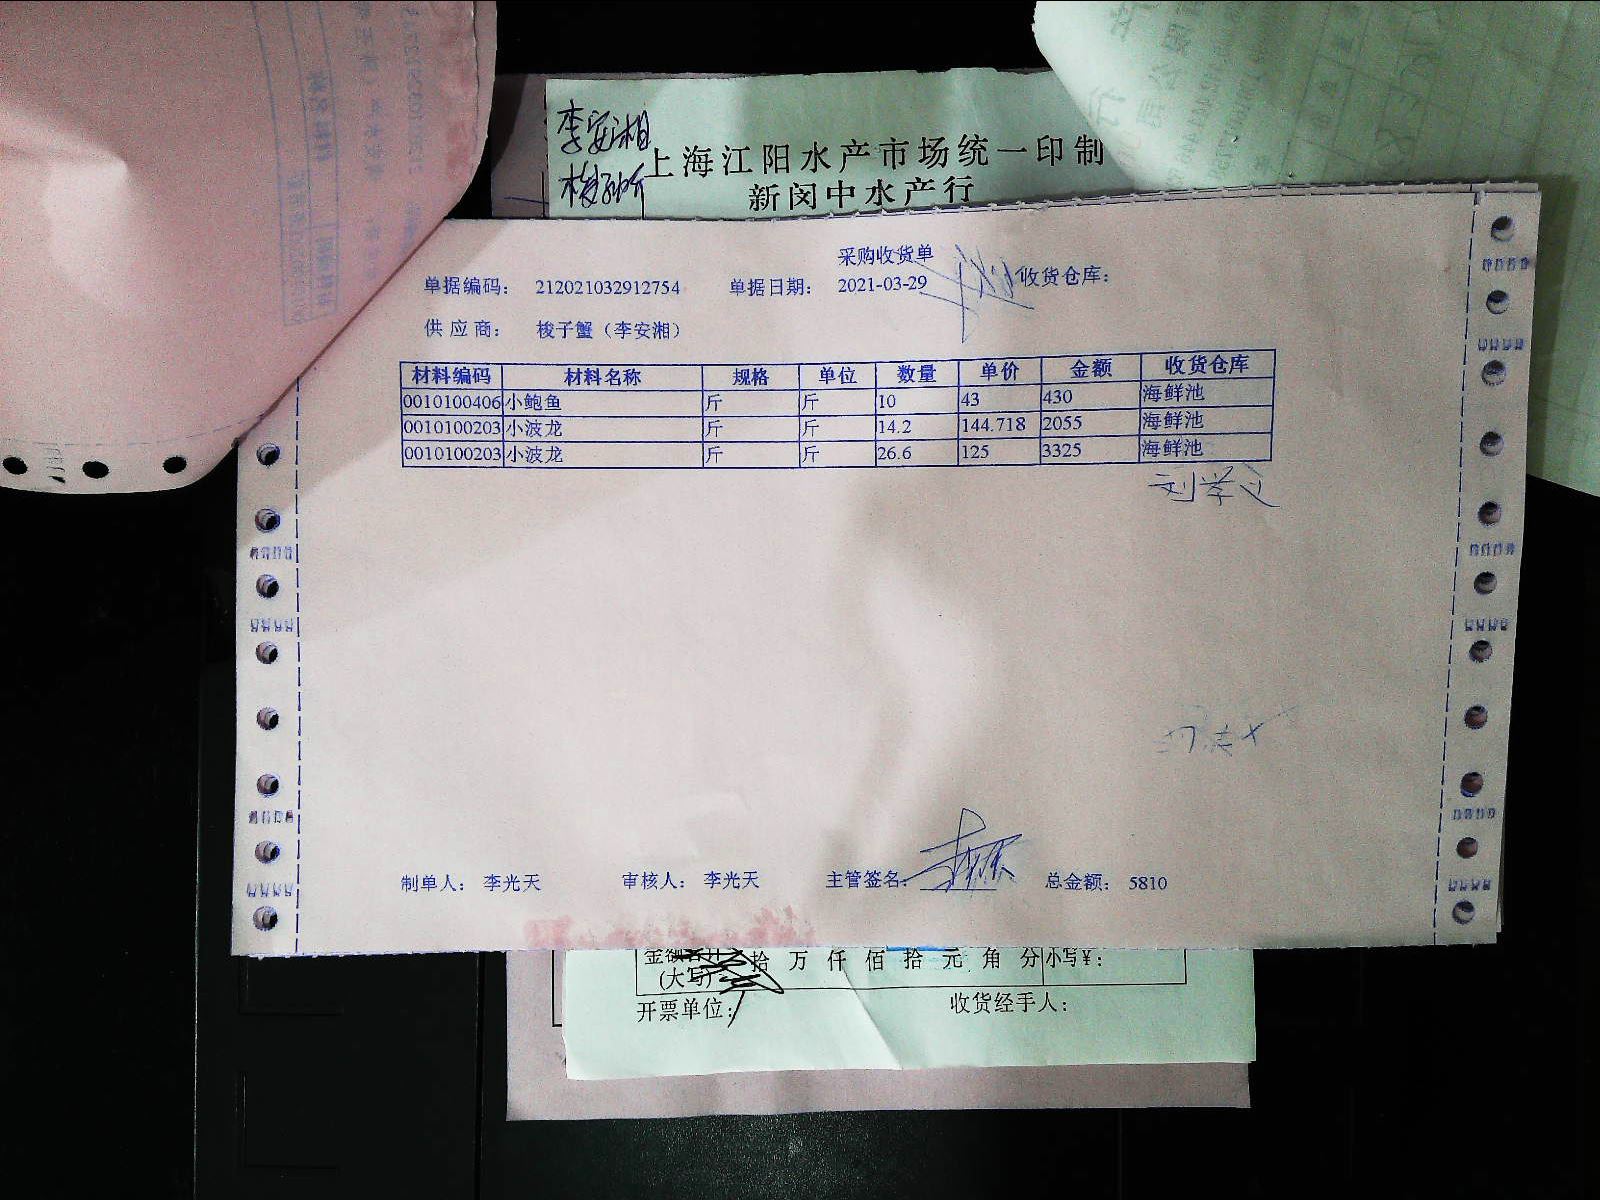 李安湘
上海江阳水产市场统一印制
新闵中水产行
采购收货单
单据编码： 212021032912754 单据日期： 2021-03-29 收货仓库：
供应商： 梭子蟹（李安湘）
材料编码 材料名称 规格 单位 数量 单价 金额 收货仓库
0010100406 小鲍鱼 斤 斤 10 43 430 海鲜池
0010100203 小波龙 斤 斤 14.2 144.718 2055 海鲜池
0010100203 小波龙 斤 斤 26.6 125 3325 海鲜池
制单人： 李光天 审核人： 李光天 主管签名： 总金额： 5810
金额合计 拾 万 仟 佰 拾 元 角 分 小写¥：
(大写)
开票单位： 收货经手人：